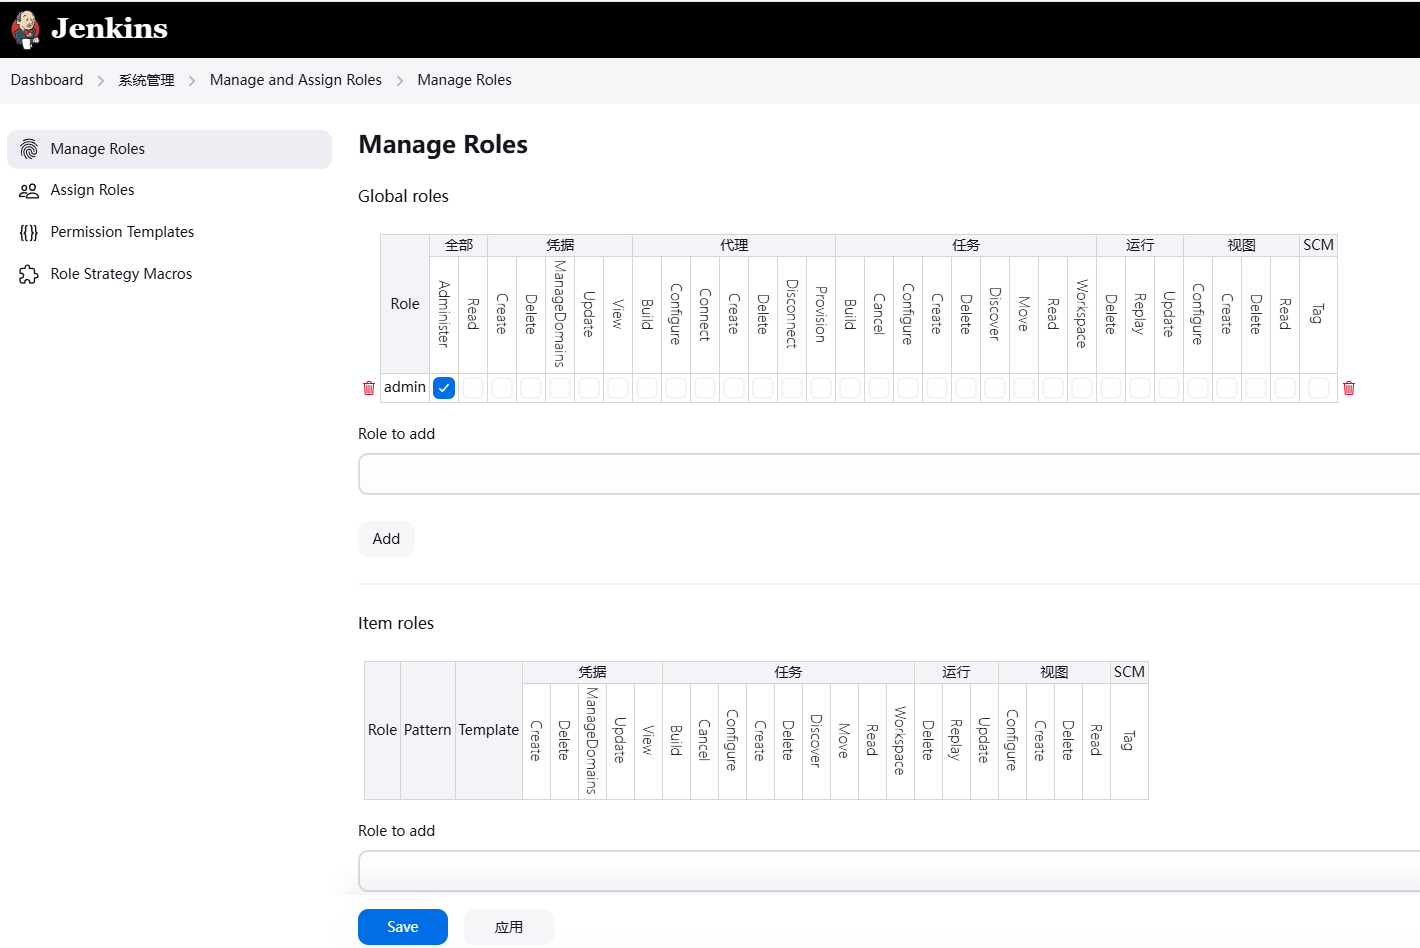 Jenkins
Dashboard 系统管理 Manage and Assign Roles Manage Roles
Manage Roles
Assign Roles
Permission Templates
Role Strategy Macros
Manage Roles
Global roles
全部 凭据 代理 任务 运行 视图 SCM
Role Administer Read Create Delete ManageDomains Update View Build Configure Connect Create Delete Disconnect Provision Build Cancel Configure Create Delete Discover Move Read Workspace Delete Replay Update Configure Create Delete Read Tag
admin
Role to add
Add
Item roles
凭据 任务 运行 视图 SCM
Role Pattern Template Create Delete ManageDomains Update View Build Cancel Configure Create Delete Discover Move Read Workspace Delete Replay Update Configure Create Delete Read Tag
Role to add
Save 应用